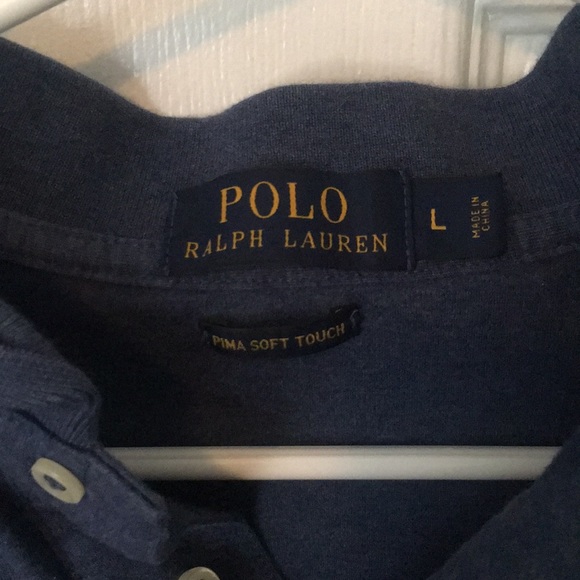 POLO
RALPH LAUREN
L
MADE IN
CHINA
PIMA SOFT TOUCH